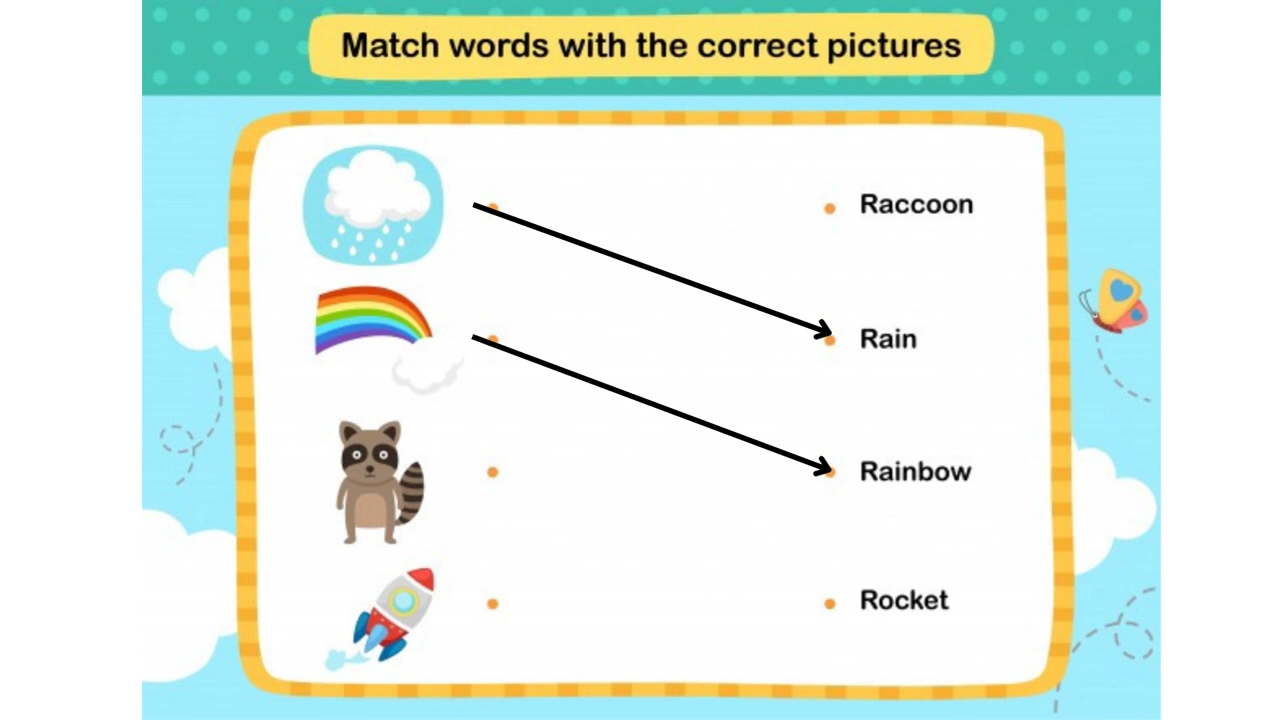 Match words with the correct pictures
Raccoon
Rain
Rainbow
Rocket